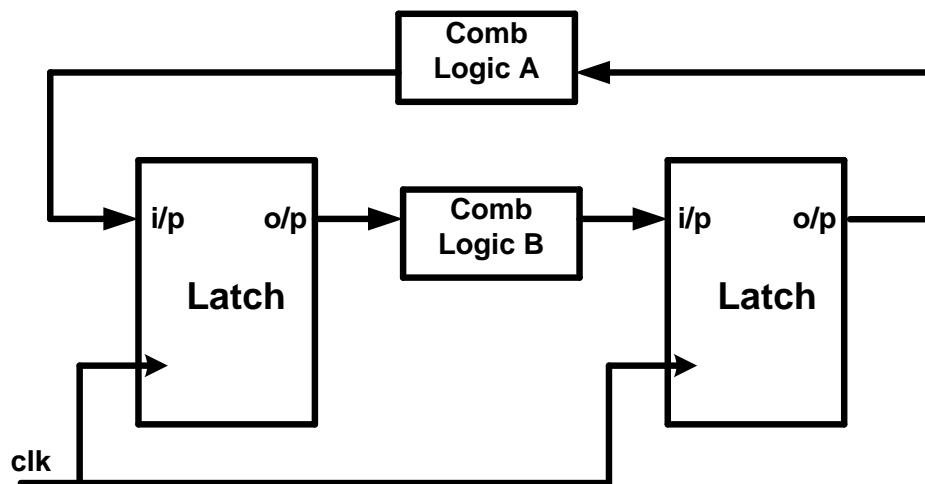 Comb
Logic A
i/p
o/p
Comb
Logic B
i/p
o/p
Latch
Latch
clk